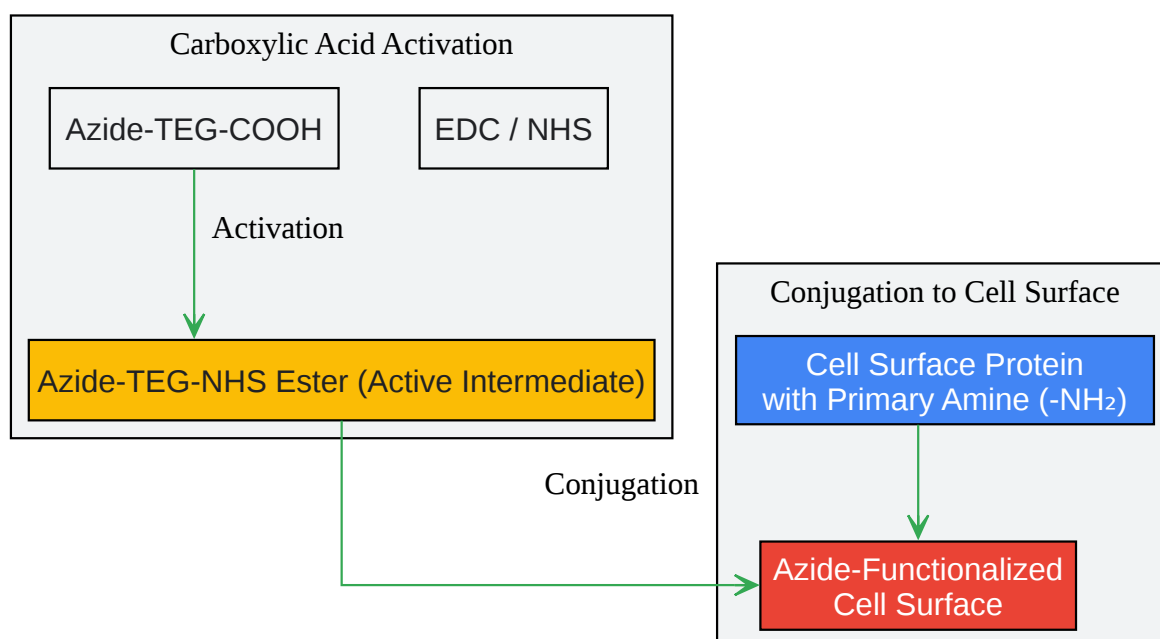 Carboxylic Acid Activation
Azide-TEG-COOH
EDC / NHS
Activation
Azide-TEG-NHS Ester (Active Intermediate)
Conjugation to Cell Surface
Cell Surface Protein
with Primary Amine (-NH₂)
Conjugation
Azide-Functionalized
Cell Surface